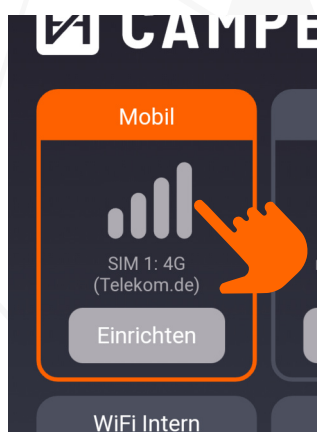 CAMPE
Mobil
SIM 1: 4G
(Telekom.de)
Einrichten
WiFi Intern